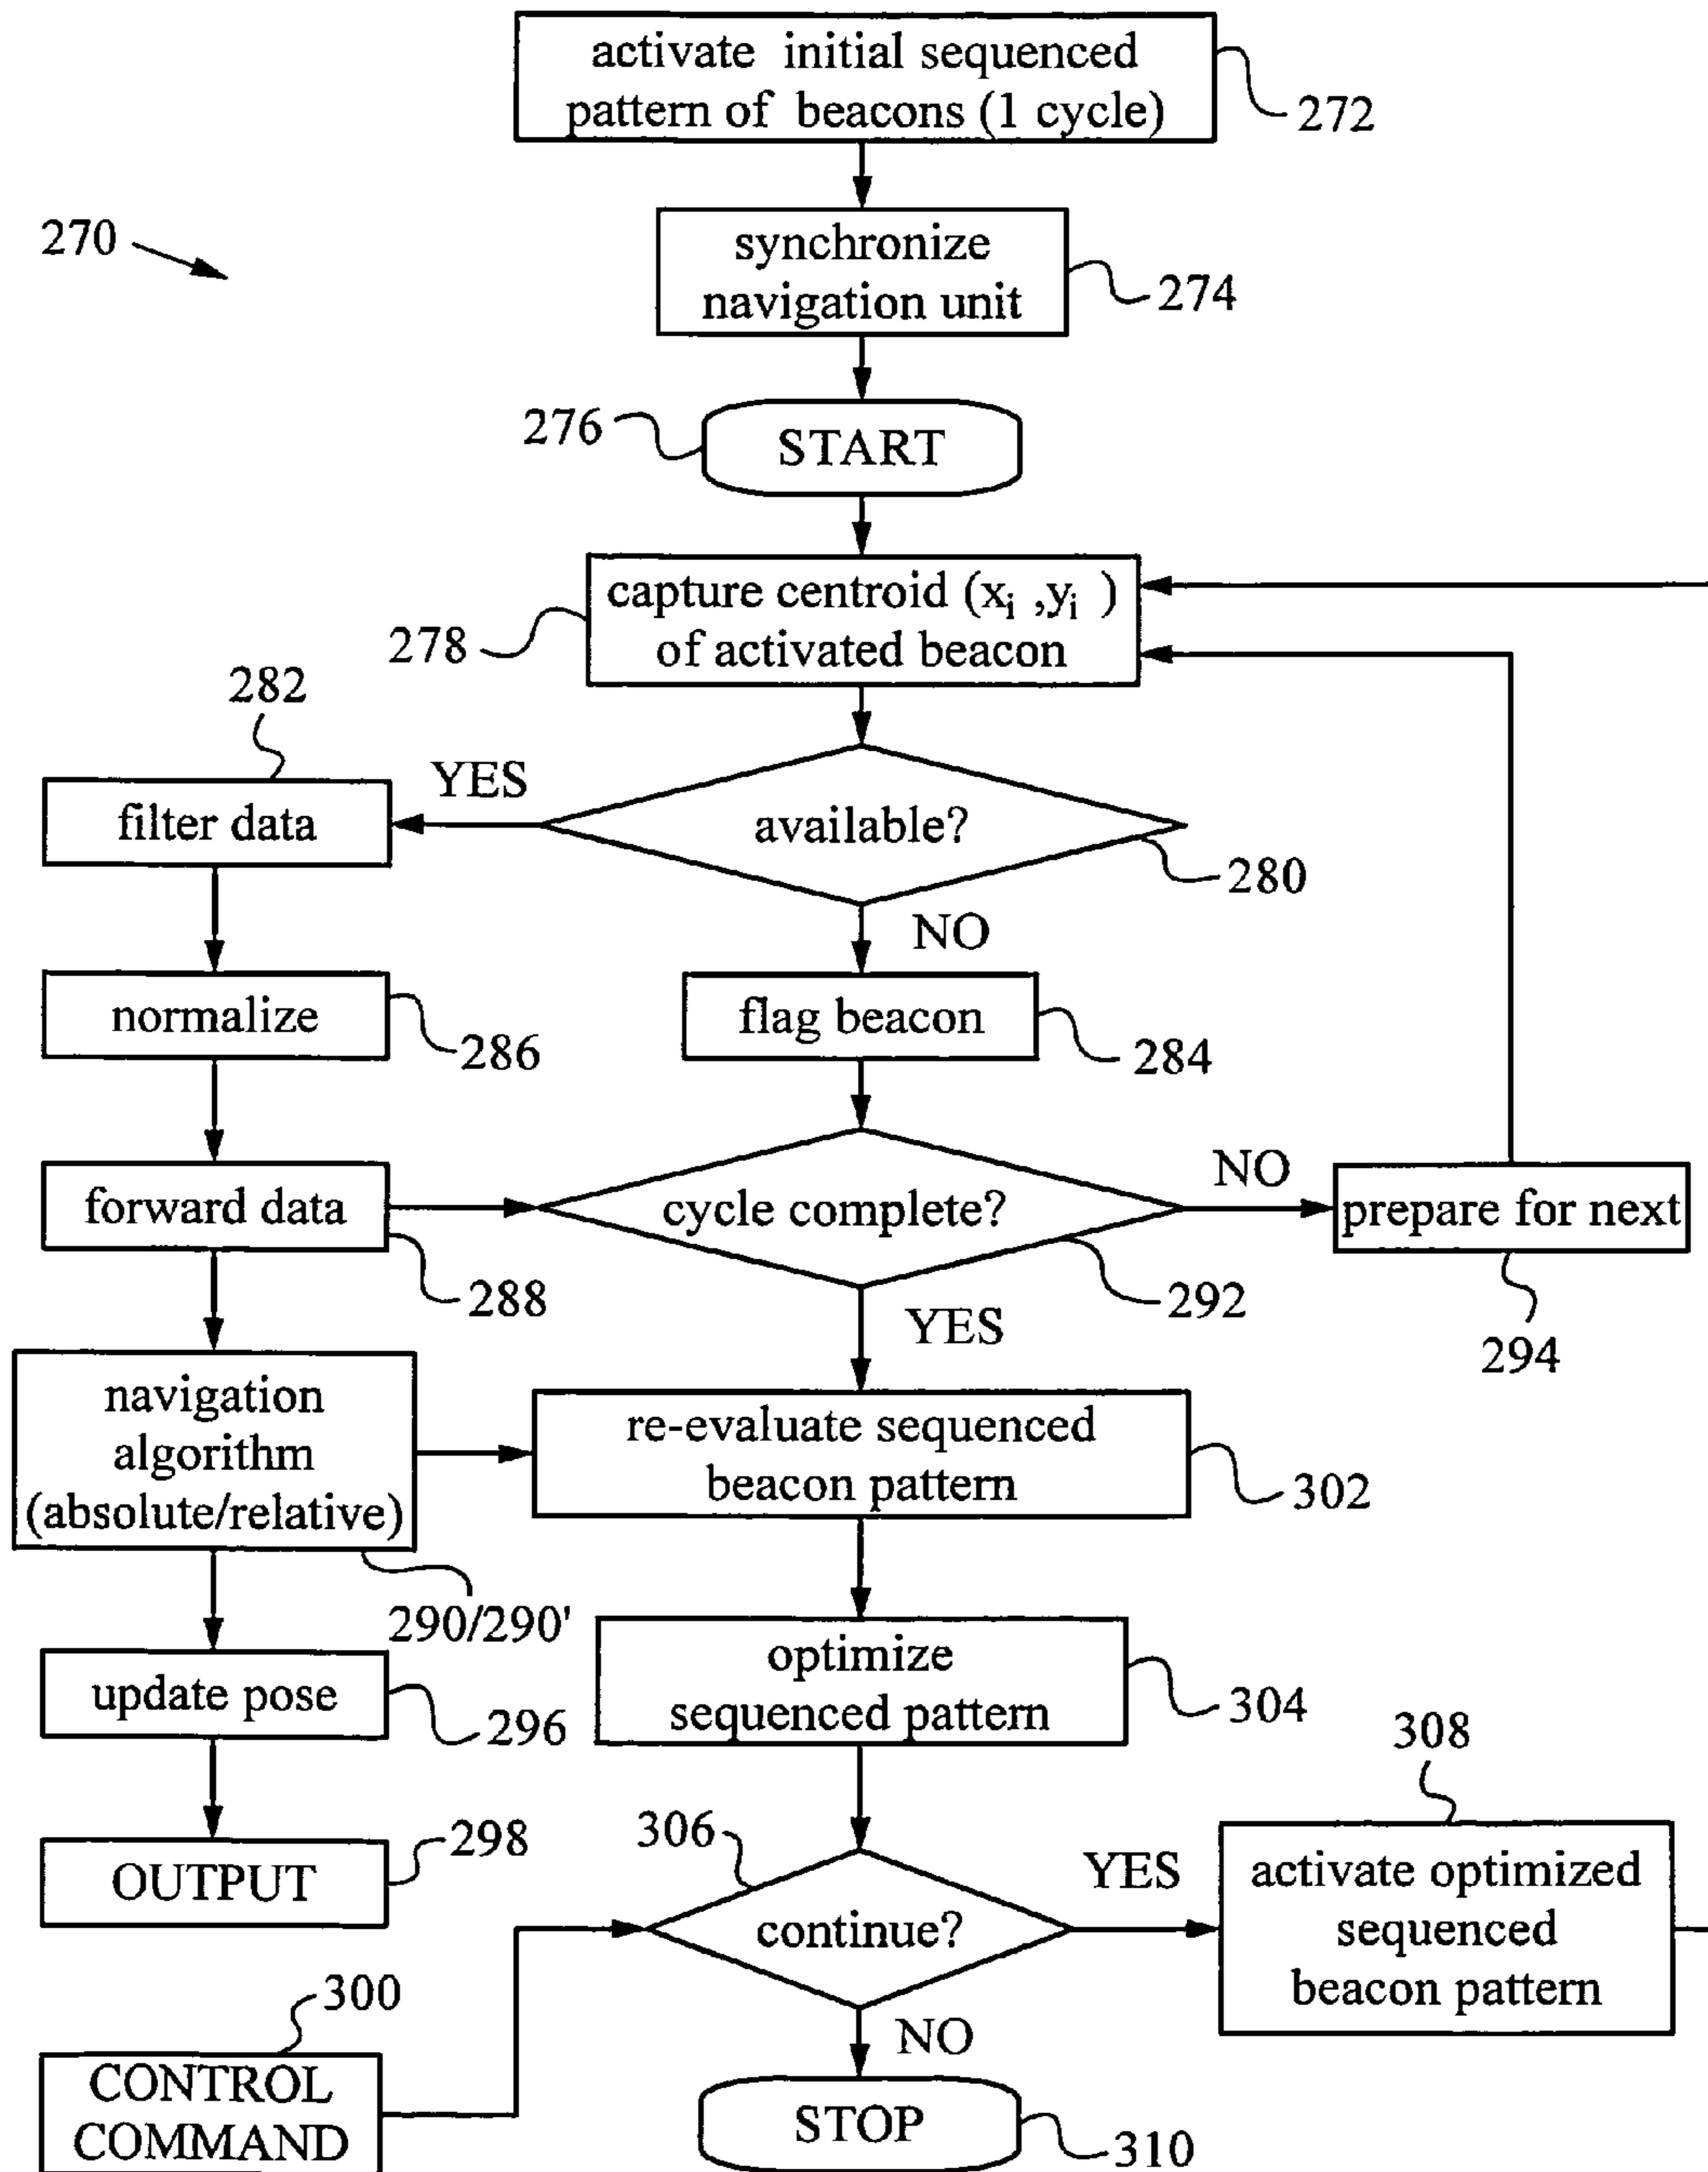 activate initial sequenced
pattern of beacons (1 cycle)
272
270
synchronize
navigation unit
274
276
START
capture centroid (xi ,yi )
of activated beacon
278
282
YES
filter data
available?
280
NO
normalize
286
flag beacon
284
forward data
288
cycle complete?
292
NO
prepare for next
294
YES
navigation
algorithm
(absolute/relative)
290/290'
re-evaluate sequenced
beacon pattern
302
update pose
296
optimize
sequenced pattern
304
308
OUTPUT
298
306
continue?
YES
activate optimized
sequenced
beacon pattern
300
CONTROL
COMMAND
NO
STOP
310